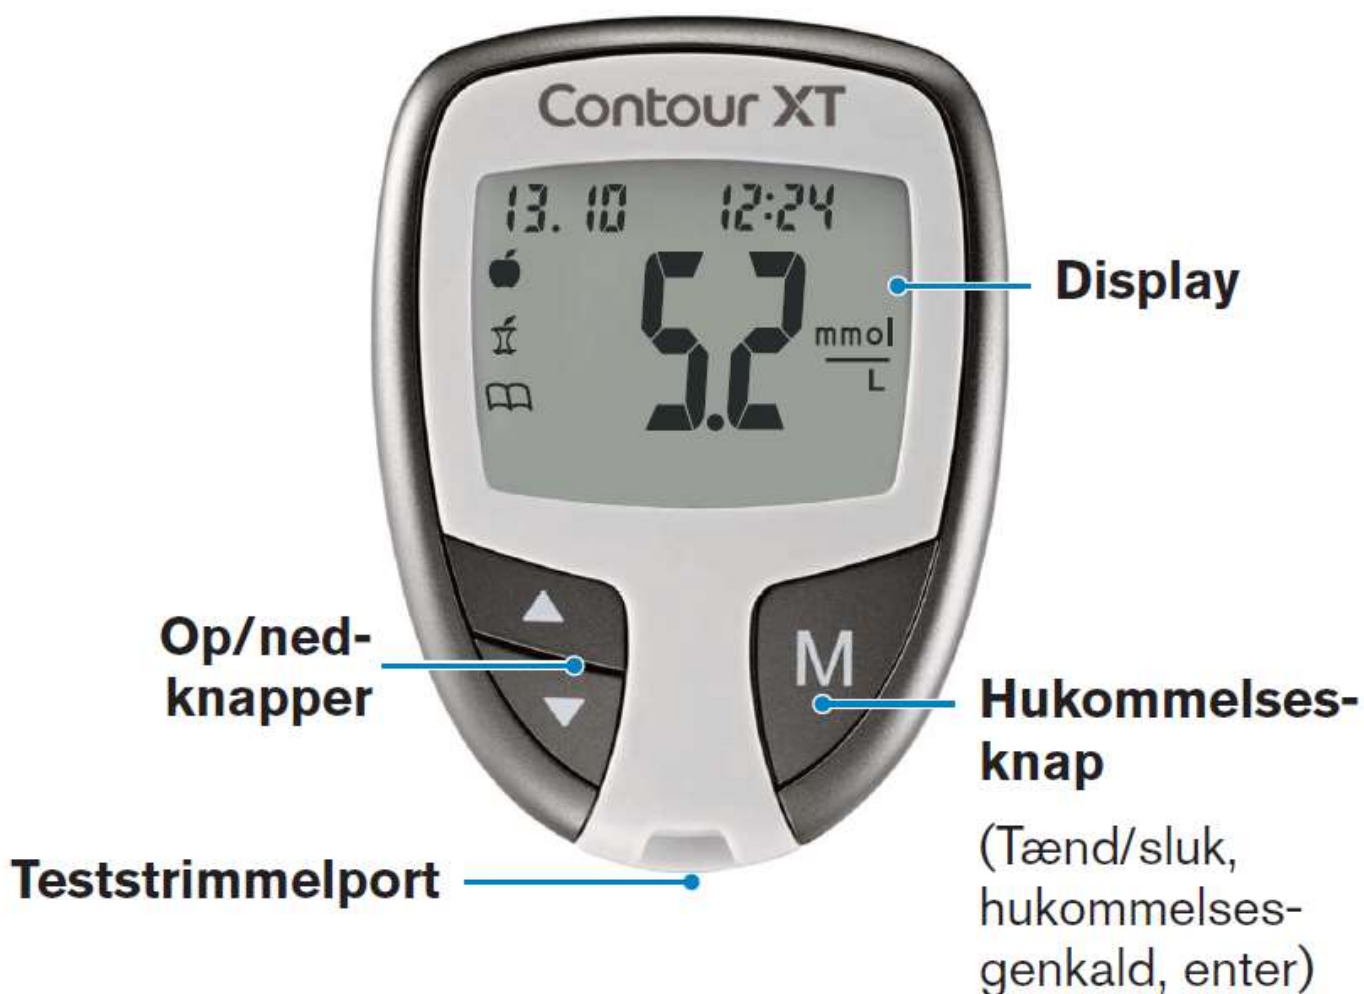 Contour XT
13.10 12:24
5.2
mmol
L
Display
Op/ned-
knapper
M
Hukommelses-
knap
(Tænd/sluk,
hukommelses-
genkald, enter)
Teststrimmelport